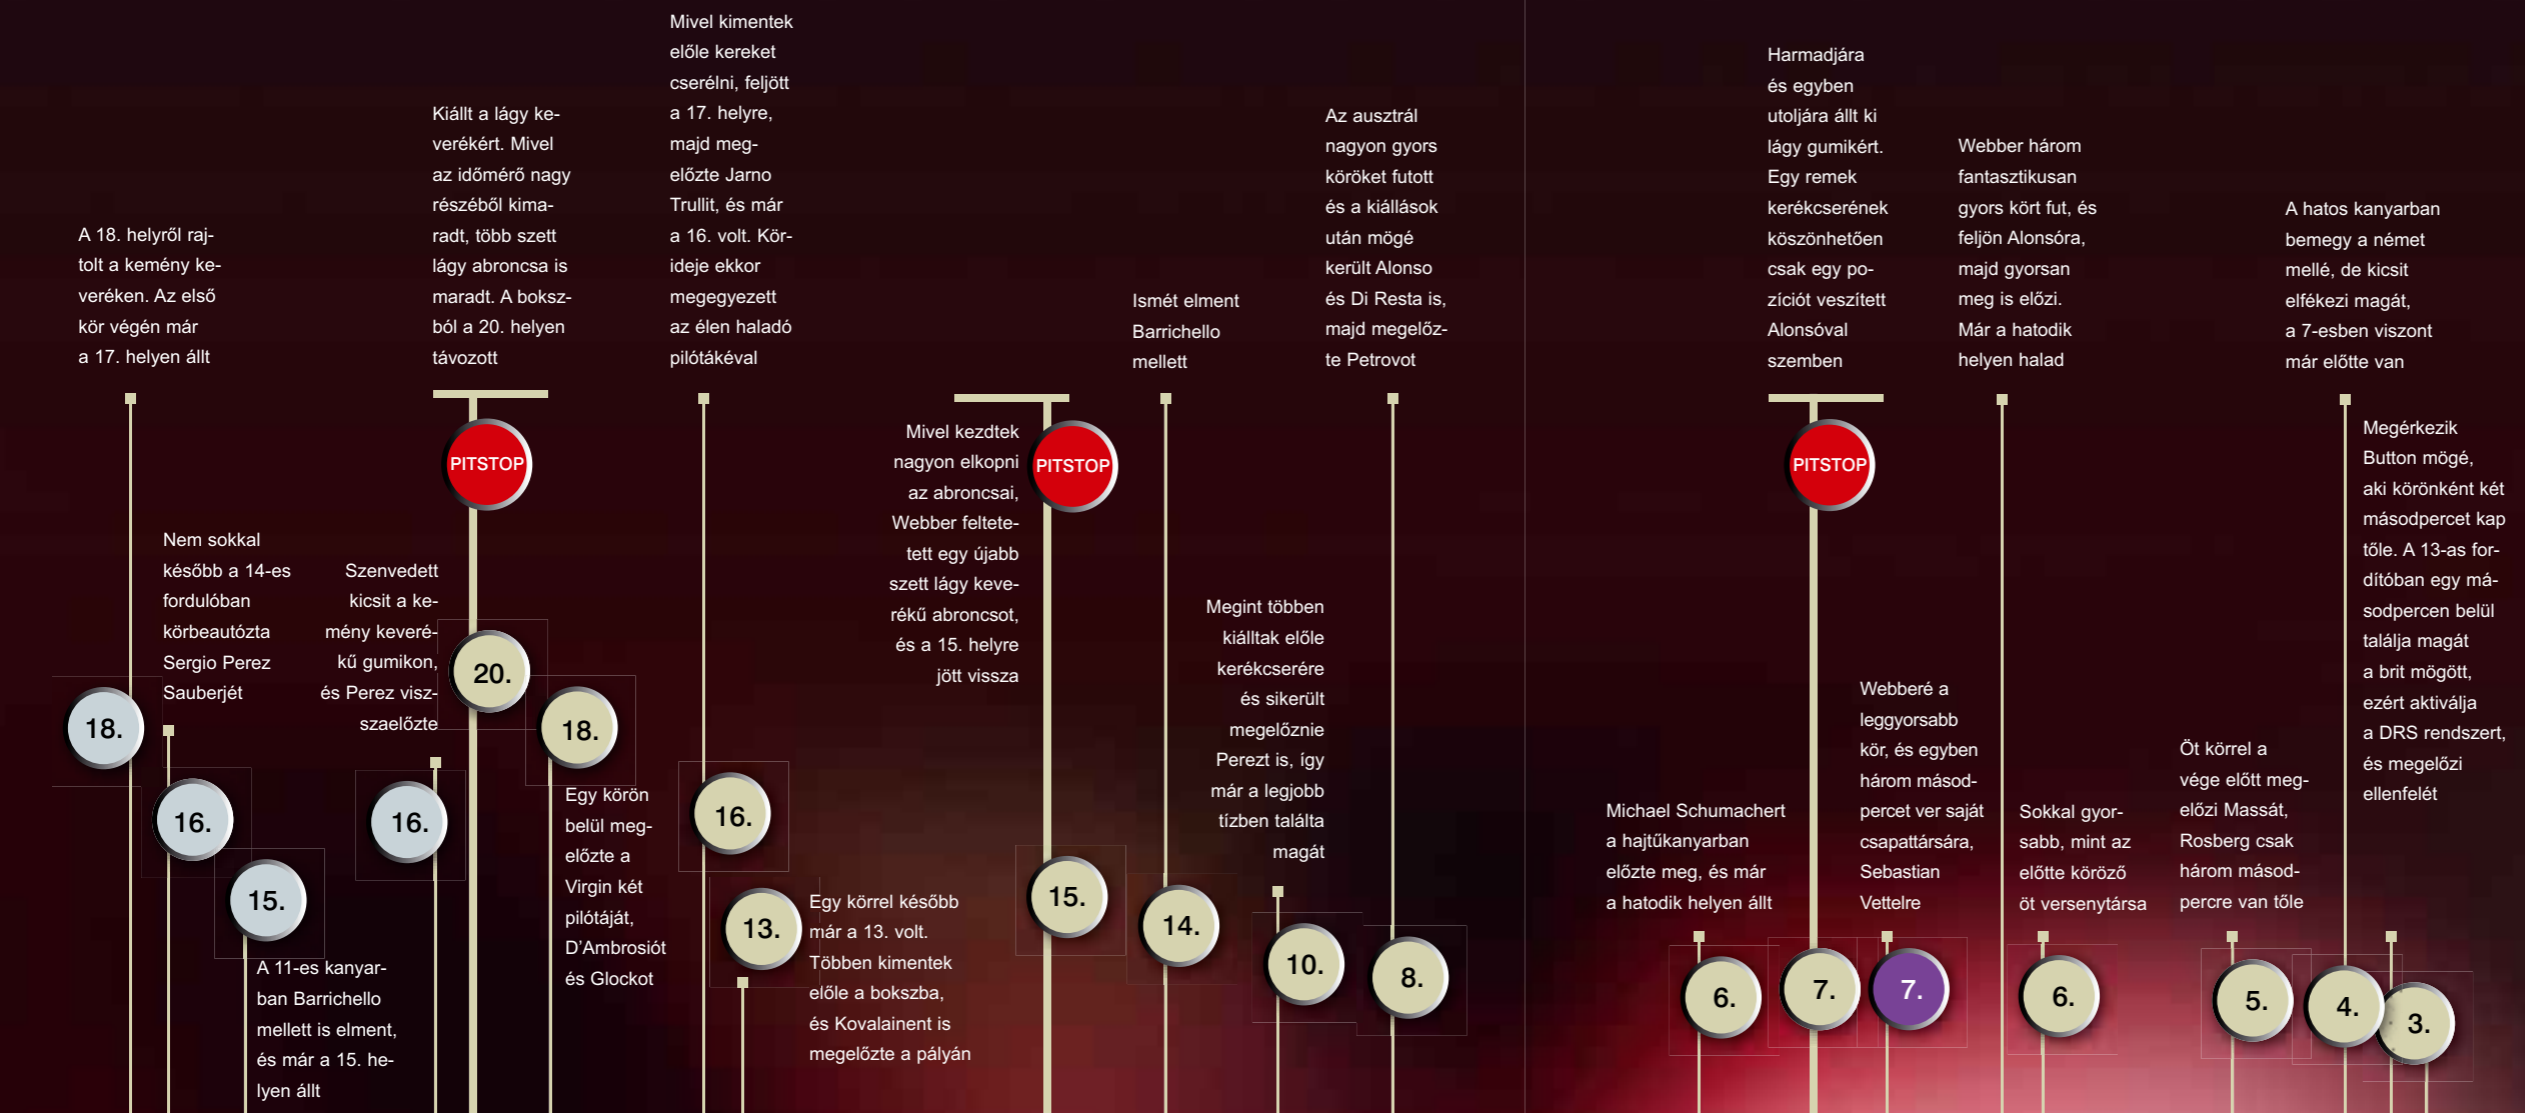 A 18. helyről raj-
tolt a kemény ke-
veréken. Az első
kör végén már
a 17. helyen állt
18.
Nem sokkal
később a 14-es
fordulóban
körbeautózta
Sergio Perez
Sauberjét
16.
15.
A 11-es kanyar-
ban Barrichello
mellett is elment,
és már a 15. he-
lyen állt
Szenvedett
kicsit a ke-
mény keveré-
kű gumikon,
és Perez visz-
szaelőzte
16.
Kiállt a lágy ke-
verékért. Mivel
az időmérő nagy
részéből kima-
radt, több szett
lágy abroncsa is
maradt. A boksz-
ból a 20. helyen
távozott
PITSTOP
20.
18.
Egy körön
belül meg-
előzte a
Virgin két
pilótáját,
D'Ambrosiót
és Glockot
Mivel kimentek
előle kereket
cserélni, feljött
a 17. helyre,
majd meg-
előzte Jarno
Trullit, és már
a 16. volt. Kör-
ideje ekkor
megegyezett
az élen haladó
pilótákéval
16.
13.
Egy körrel később
már a 13. volt.
Többen kimentek
előle a bokszba,
és Kovalainent is
megelőzte a pályán
Mivel kezdtek
nagyon elkopni
az abroncsai,
Webber feltete-
tett egy újabb
szett lágy keve-
rékű abroncsot,
és a 15. helyre
jött vissza
PITSTOP
15.
Ismét elment
Barrichello
mellett
14.
Megint többen
kiálltak előle
kerékcserére
és sikerült
megelőznie
Perezt is, így
már a legjobb
tízben találta
magát
10.
Az ausztrál
nagyon gyors
köröket futott
és a kiállások
után mögé
került Alonso
és Di Resta is,
majd megelőz-
te Petrovot
8.
Michael Schumachert
a hajtűkanyarban
előzte meg, és már
a hatodik helyen állt
6.
Harmadjára
és egyben
utoljára állt ki
lágy gumikért.
Egy remek
kerékcserének
köszönhetően
csak egy po-
zíciót veszített
Alonsóval
szemben
PITSTOP
7.
Webberé a
leggyorsabb
kör, és egyben
három másod-
percet ver saját
csapattársára,
Sebastian
Vettelre
7.
Webber három
fantasztikusan
gyors kört fut, és
feljön Alonsóra,
majd gyorsan
meg is előzi.
Már a hatodik
helyen halad
Sokkal gyor-
sabb, mint az
előtte köröző
öt versenytársa
6.
Öt körrel a
vége előtt meg-
előzi Massát,
Rosberg csak
három másod-
percre van tőle
5.
A hatos kanyarban
bemegy a német
mellé, de kicsit
elfékezi magát,
a 7-esben viszont
már előtte van
4.
Megérkezik
Button mögé,
aki körönként két
másodpercet kap
tőle. A 13-as for-
dítóban egy má-
sodpercen belül
találja magát
a brit mögött,
ezért aktiválja
a DRS rendszert,
és megelőzi
ellenfelét
3.